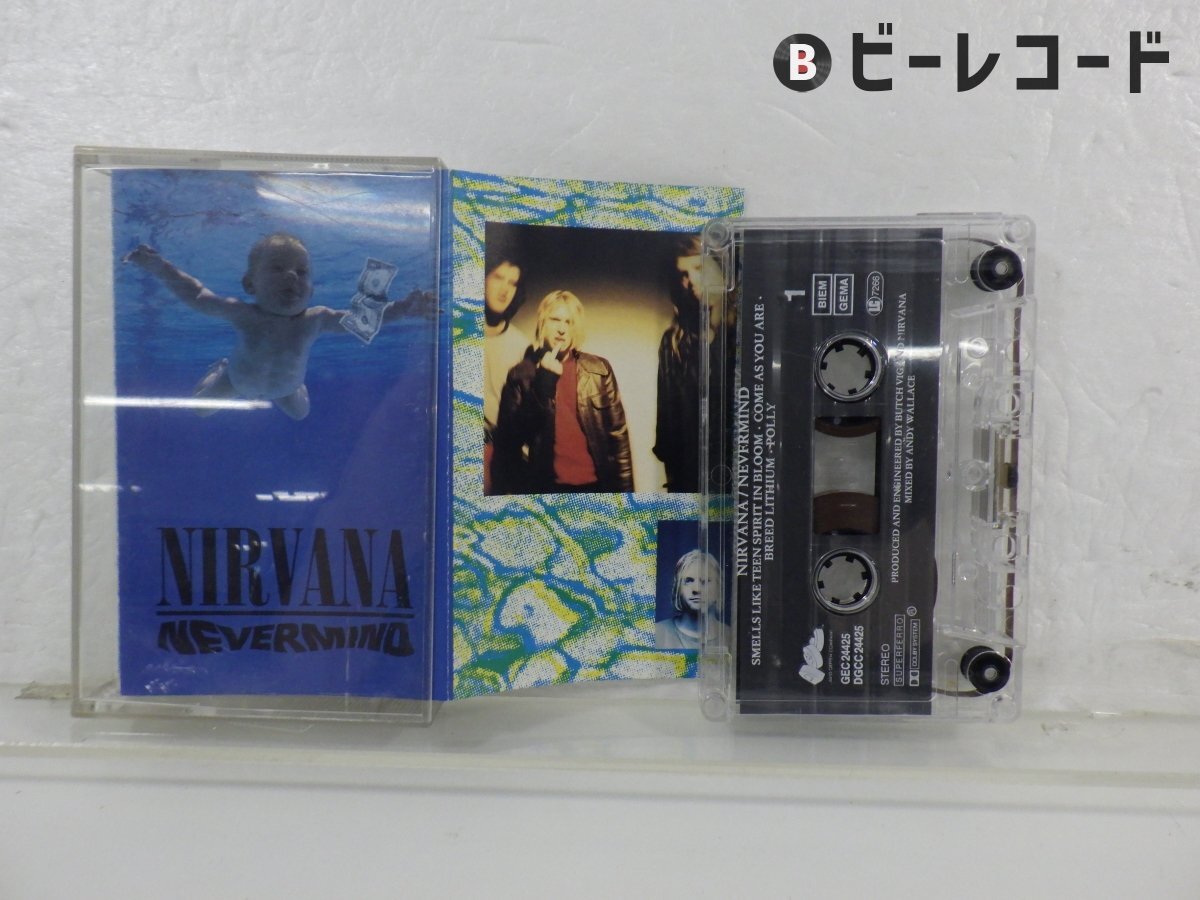 B ビーレコード
NIRVANA
NEVERMIND
NIRVANA / NEVERMIND
SMELLS LIKE TEEN SPIRIT IN BLOOM · COME AS YOU ARE ·
BREED LITHIUM · POLLY
1
BIEM
GEMA
LC 7268
PRODUCED AND ENGINEERED BY BUTCH VIG AND NIRVANA
MIXED BY ANDY WALLACE
GEC 24425
DGCC 24425
STEREO
SUPERFERRO
DOLBY SYSTEM